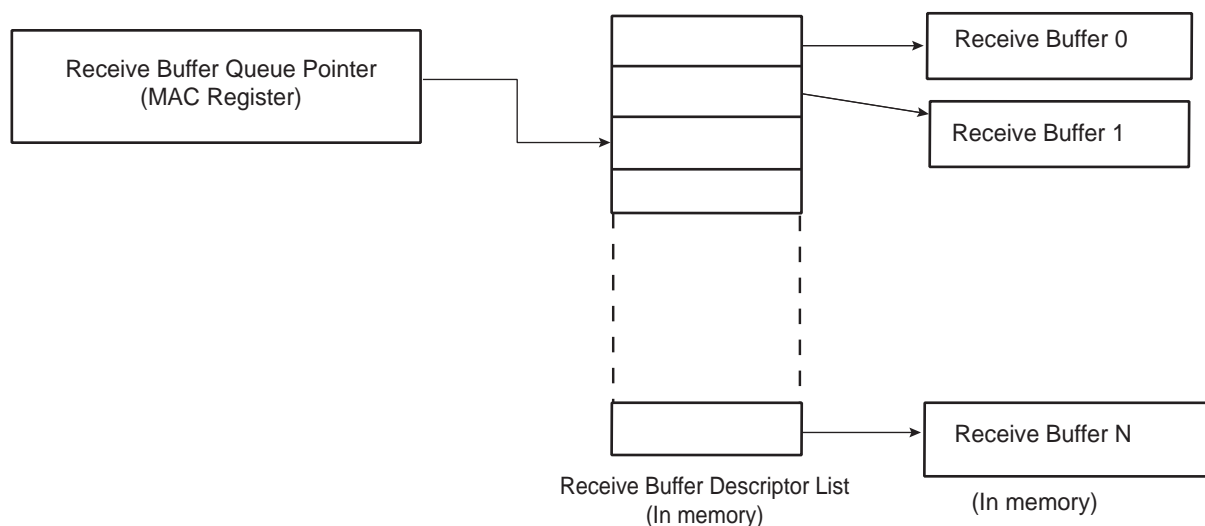 Receive Buffer Queue Pointer
(MAC Register)
Receive Buffer 0
Receive Buffer 1
Receive Buffer N
Receive Buffer Descriptor List
(In memory)
(In memory)